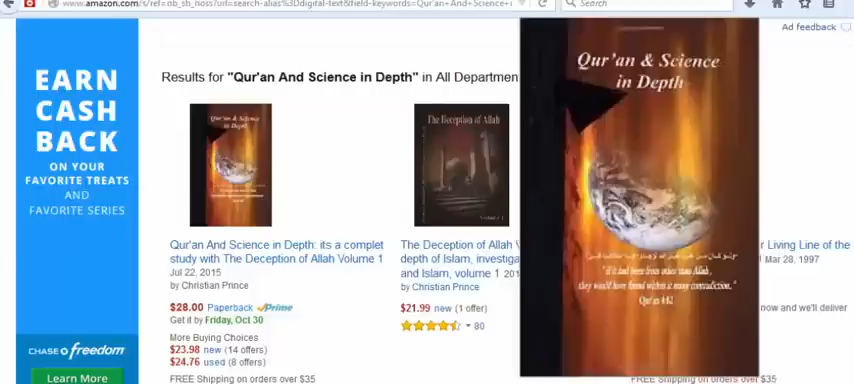 www.amazon.com/s/ref=nb_sb_noss?url=search-alias%3Ddigital-text&field-keywords=Qur'an+And+Science+i
Search
Ad feedback
EARN
CASH
BACK
ON YOUR
FAVORITE TREATS
AND
FAVORITE SERIES
CHASE freedom
Learn More
Results for "Qur'an And Science in Depth" in All Departmen
Qur'an & Science
in Depth
The Deception of Allah
Volume 1
Qur'an And Science in Depth: its a complet
study with The Deception of Allah Volume 1
Jul 22, 2015
by Christian Prince
$28.00 Paperback Prime
Get it by Friday, Oct 30
More Buying Choices
$23.98 new (14 offers)
$24.76 used (8 offers)
FREE Shipping on orders over $35
The Deception of Allah \
depth of Islam, investiga
and Islam, volume 1 201
by Christian Prince
$21.99 new (1 offer)
80
Qur'an & Science
in Depth
"if it had been from other than Allah,
they would have found within it many contradiction."
Qur'an 4:82
r Living Line of the
Mar 28, 1997
now and we'll deliver
FREE Shipping on orders over $35